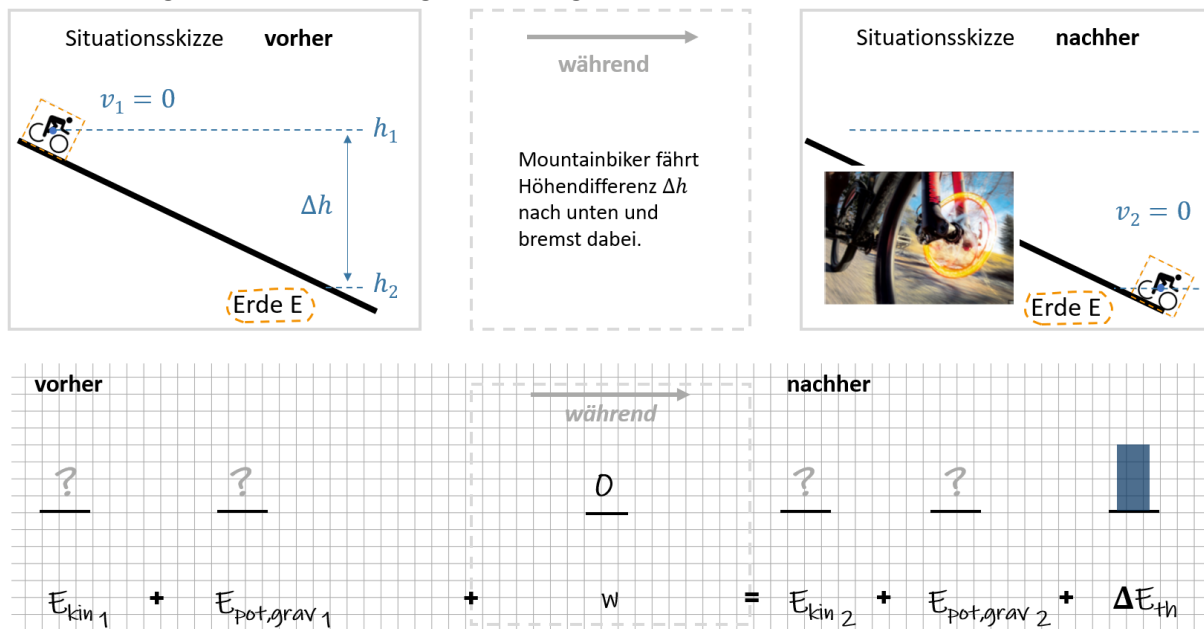 Situationsskizze vorher
v₁ = 0
h₁
Δh
h₂
Erde E
während
Mountainbiker fährt
Höhendifferenz Δh
nach unten und
bremst dabei.
Situationsskizze nachher
v₂ = 0
Erde E
vorher
während
nachher
? ? 0 ? ?
E_kin 1 + E_pot,grav 1 + W = E_kin 2 + E_pot,grav 2 + ΔE_th